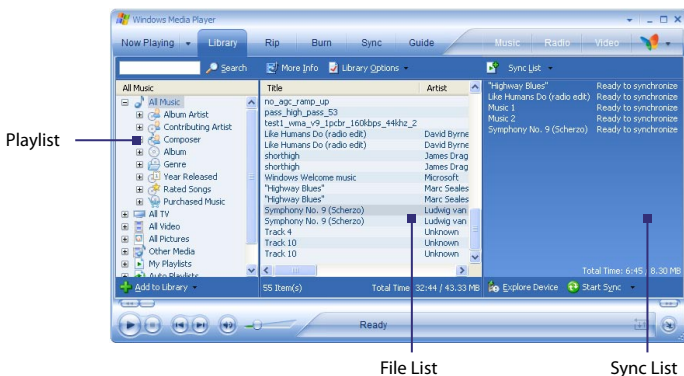 Windows Media Player
Now Playing Library Rip Burn Sync Guide Music Radio Video
Search More Info Library Options Sync List
All Music
All Music
Album Artist
Contributing Artist
Composer
Album
Genre
Year Released
Rated Songs
Purchased Music
All TV
All Video
All Pictures
Other Media
My Playlists
Auto Playlists
Add to Library
Title Artist
no_agc_ramp_up
pass_high_pass_53
test1_wma_v9_1pcbr_160kbps_44khz_2
Like Humans Do (radio edit) David Byrne
Like Humans Do (radio edit) David Byrne
shorthigh James Drag
shorthigh James Drag
Windows Welcome music Microsoft
"Highway Blues" Marc Seales
"Highway Blues" Marc Seales
Symphony No. 9 (Scherzo) Ludwig van
Symphony No. 9 (Scherzo) Ludwig van
Track 4 Unknown
Track 10 Unknown
Track 10 Unknown
55 Item(s) Total Time: 32:44 / 43.33 MB
"Highway Blues" Ready to synchronize
Like Humans Do (radio edit) Ready to synchronize
Music 1 Ready to synchronize
Music 2 Ready to synchronize
Symphony No. 9 (Scherzo) Ready to synchronize
Total Time: 6:45 / 8.30 MB
Explore Device Start Sync
Ready
Playlist
File List
Sync List